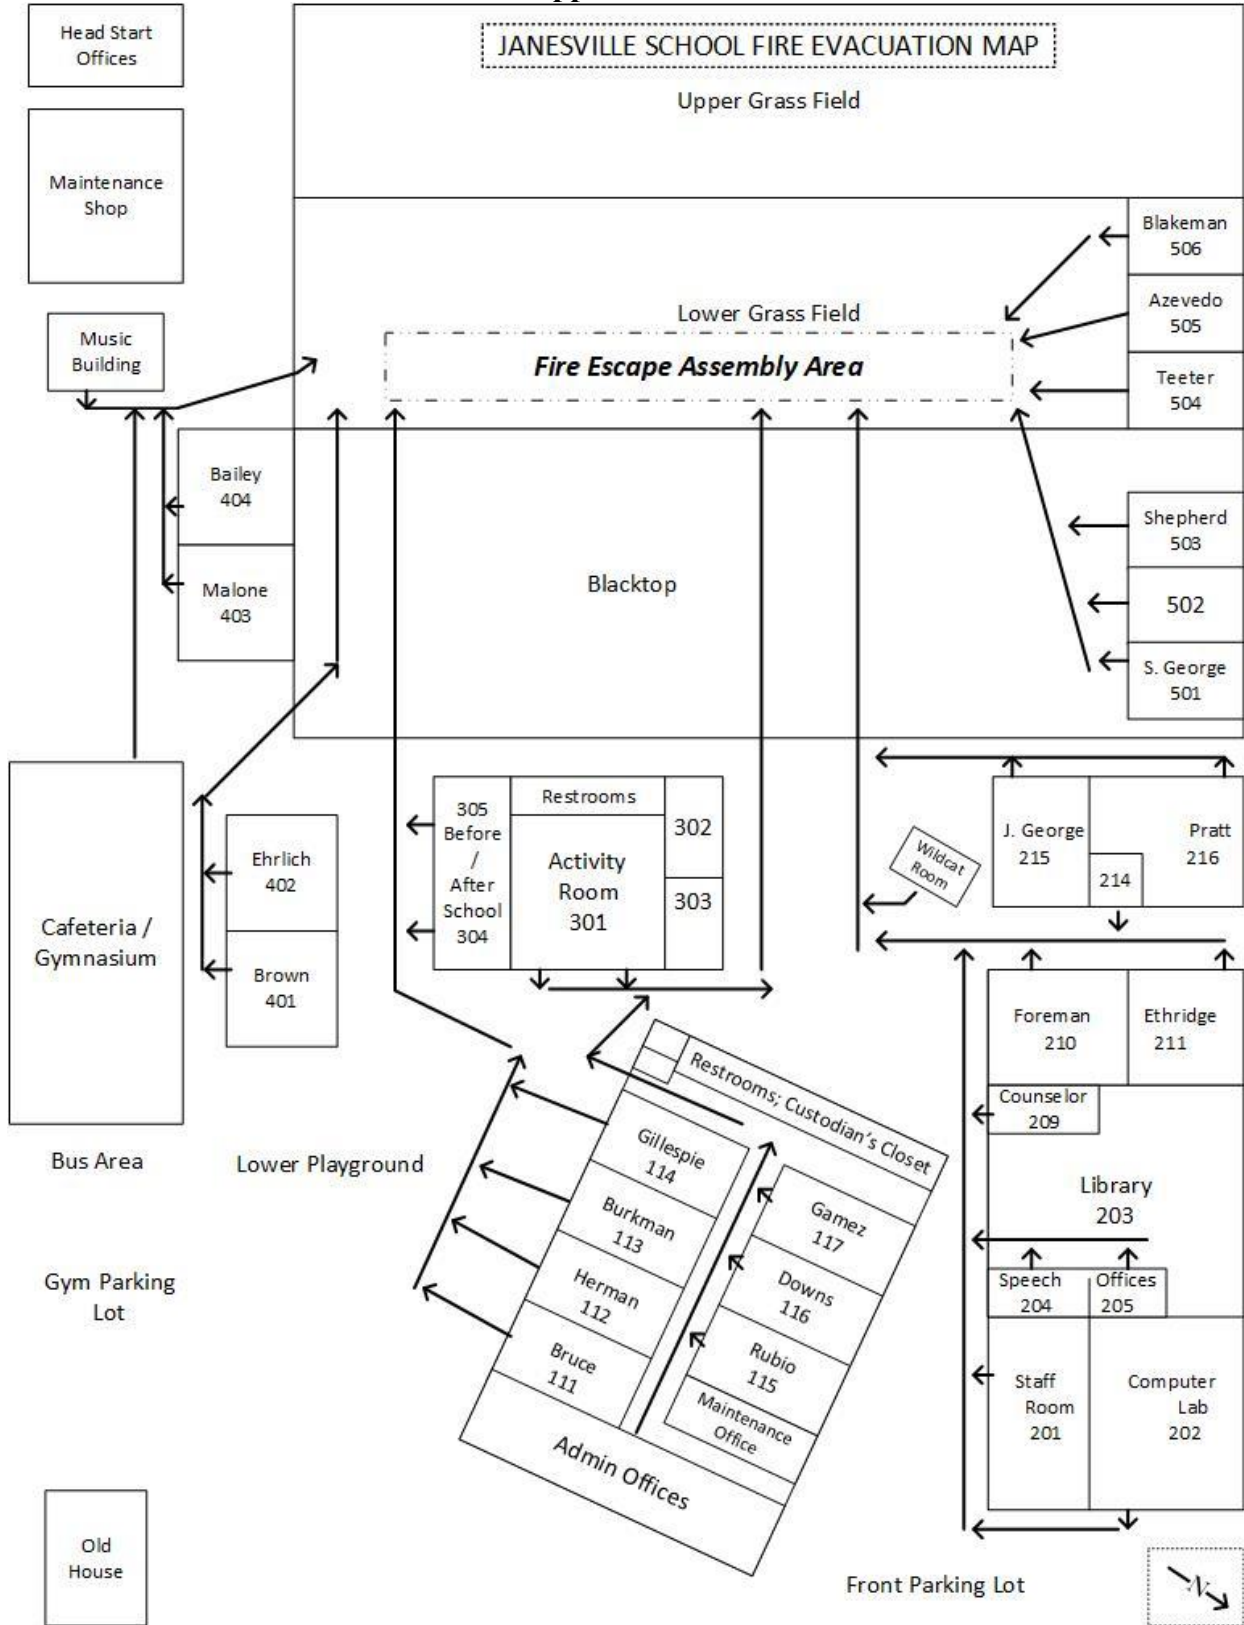 JANESVILLE SCHOOL FIRE EVACUATION MAP
Head Start
Offices
Upper Grass Field
Maintenance
Shop
Blakeman
506
Azevedo
505
Teeter
504
Lower Grass Field
Fire Escape Assembly Area
Music
Building
Bailey
404
Malone
403
Blacktop
Shepherd
503
502
S. George
501
Cafeteria /
Gymnasium
Ehrlich
402
Brown
401
305
Before
/
After
School
304
Restrooms
Activity
Room
301
302
303
Wildcat
Room
J. George
215
214
Pratt
216
Foreman
210
Ethridge
211
Counselor
209
Library
203
Speech
204
Offices
205
Staff
Room
201
Computer
Lab
202
Bus Area
Lower Playground
Gym Parking
Lot
Restrooms; Custodian's Closet
Gillespie
114
Burkman
113
Herman
112
Bruce
111
Gamez
117
Downs
116
Rubio
115
Maintenance
Office
Admin Offices
Old
House
Front Parking Lot
N